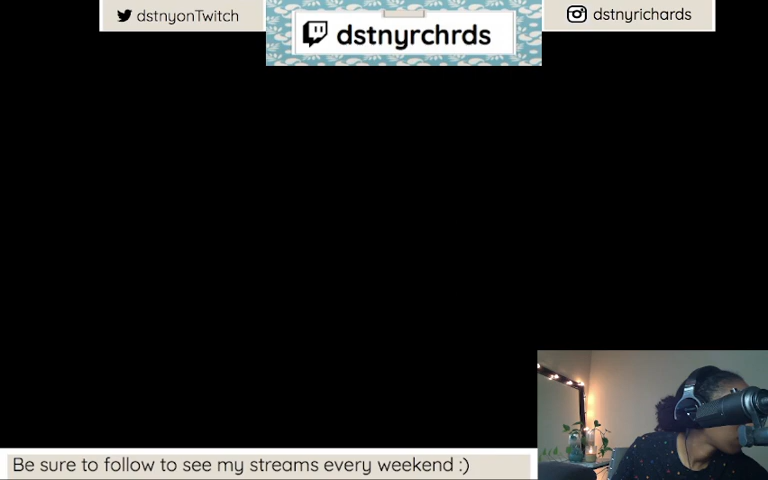 dstnyonTwitch
dstnyrchrds
dstnyrichards
Be sure to follow to see my streams every weekend :)